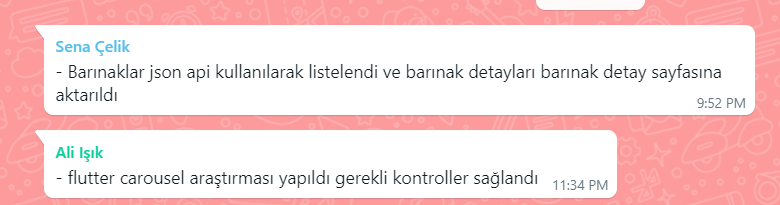 Sena Çelik
- Barınaklar json api kullanılarak listelendi ve barınak detayları barınak detay sayfasına
aktarıldı
9:52 PM
Ali Işık
- flutter carousel araştırması yapıldı gerekli kontroller sağlandı 11:34 PM